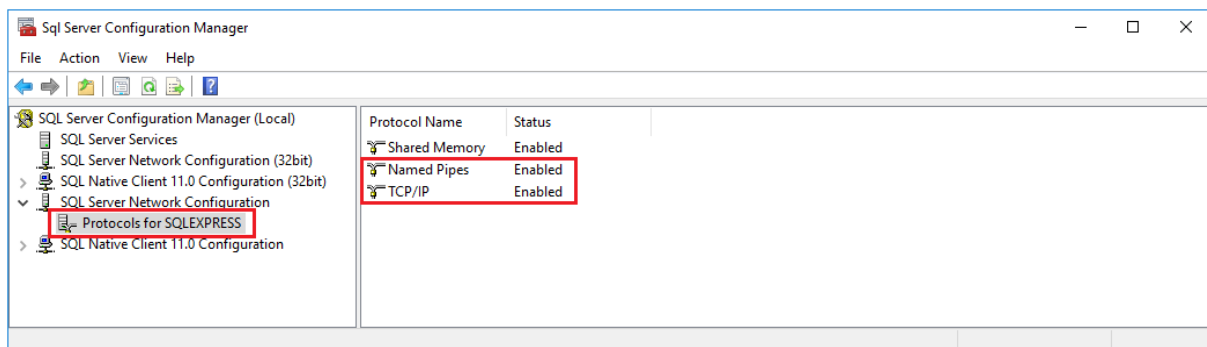 Sql Server Configuration Manager
File Action View Help
SQL Server Configuration Manager (Local)
SQL Server Services
SQL Server Network Configuration (32bit)
SQL Native Client 11.0 Configuration (32bit)
SQL Server Network Configuration
Protocols for SQLEXPRESS
SQL Native Client 11.0 Configuration
Protocol Name Status
Shared Memory Enabled
Named Pipes Enabled
TCP/IP Enabled